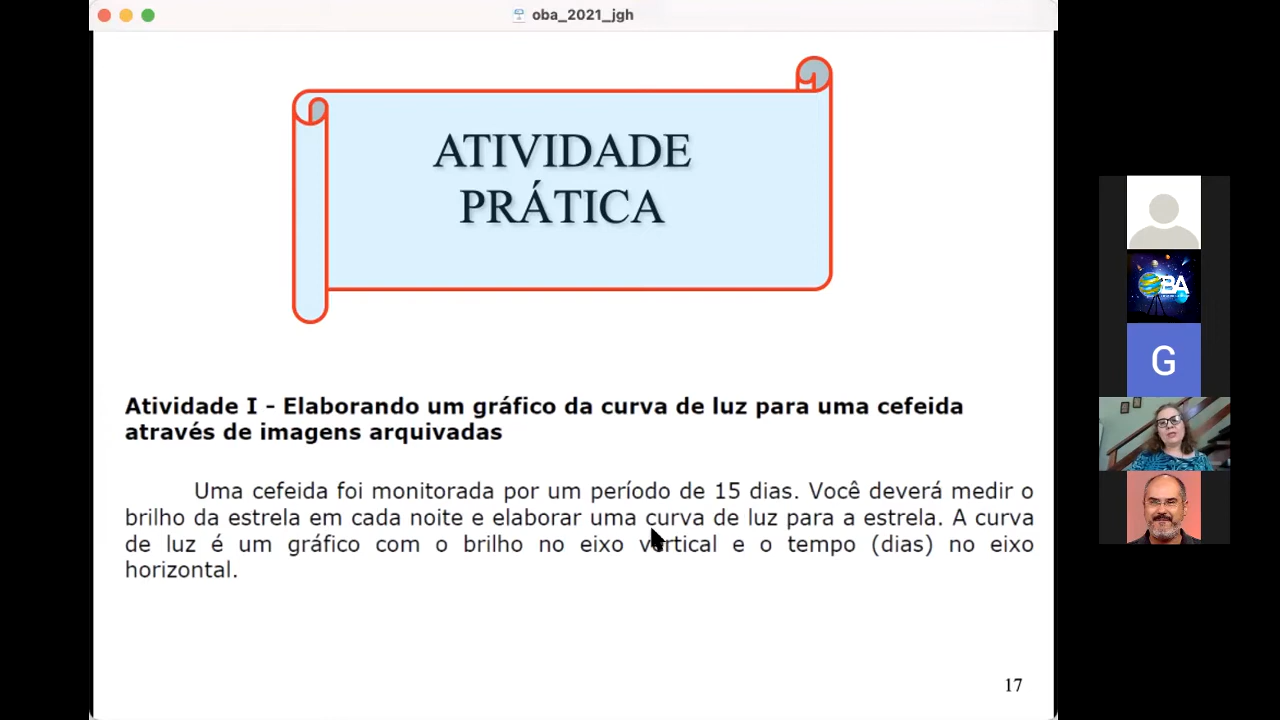 oba_2021_jgh
ATIVIDADE
PRÁTICA
Atividade I - Elaborando um gráfico da curva de luz para uma cefeida
através de imagens arquivadas
Uma cefeida foi monitorada por um período de 15 dias. Você deverá medir o
brilho da estrela em cada noite e elaborar uma curva de luz para a estrela. A curva
de luz é um gráfico com o brilho no eixo vertical e o tempo (dias) no eixo
horizontal.
17
OBA
G